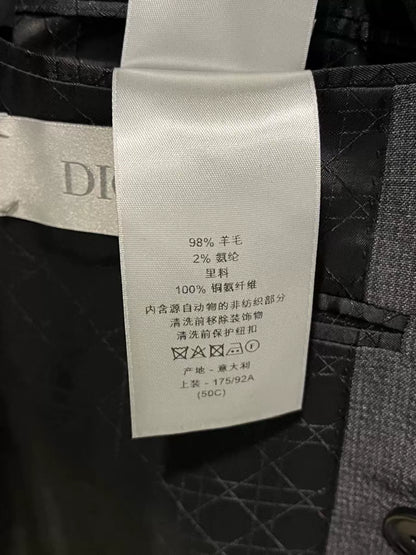 DIO
98% 羊毛
2% 氨纶
里料
100% 铜氨纤维
内含源自动物的非纺织部分
清洗前移除装饰物
清洗前保护纽扣
产地 - 意大利
上装 - 175/92A
(50C)